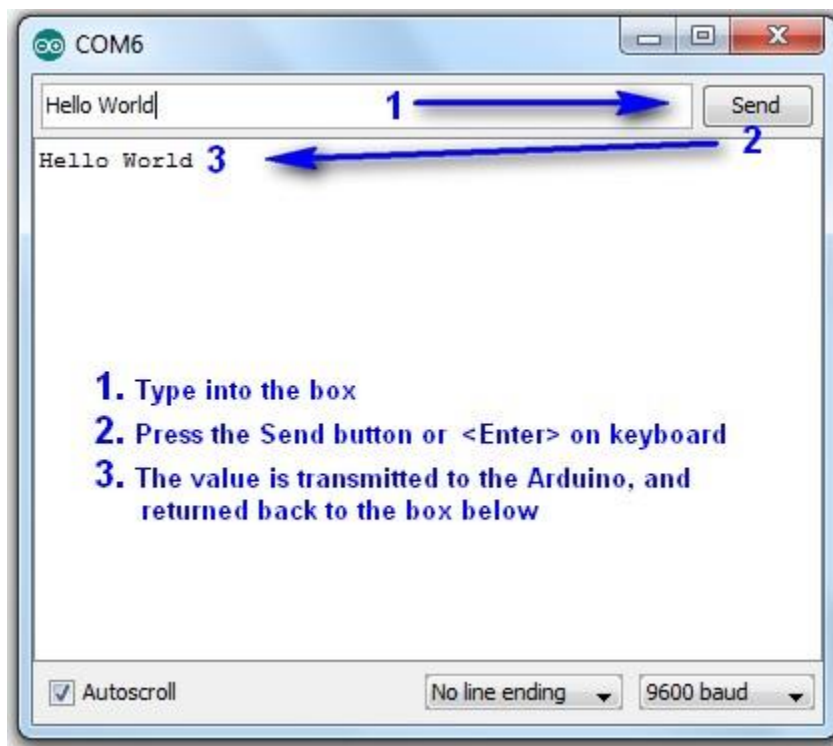 COM6
Hello World 1 Send
2
Hello World 3
1. Type into the box
2. Press the Send button or <Enter> on keyboard
3. The value is transmitted to the Arduino, and
returned back to the box below
Autoscroll No line ending 9600 baud